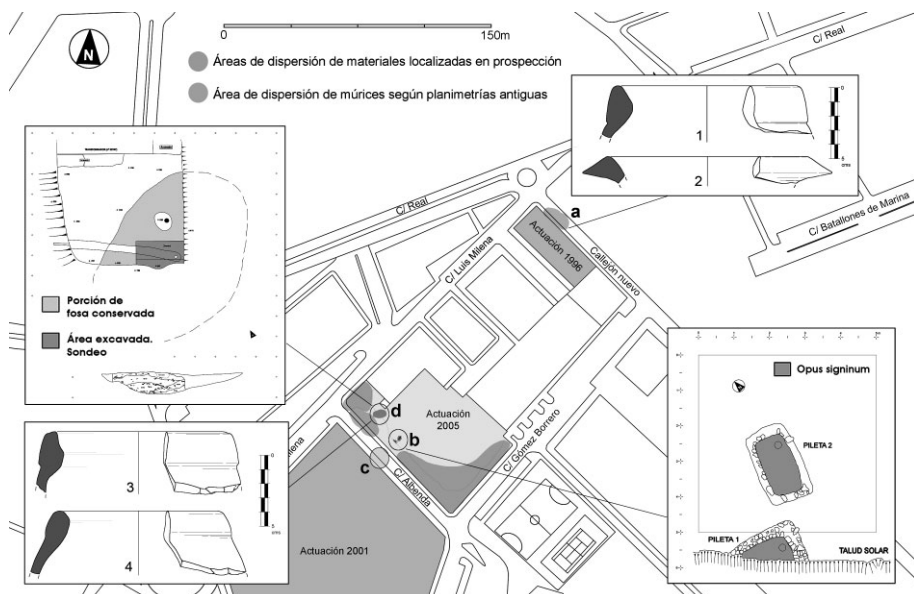 N
0
150m
Áreas de dispersión de materiales localizadas en prospección
Área de dispersión de múrices según planimetrías antiguas
C/ Real
C/ Batallones de Marina
0
5
cms
1
2
a
C/ Real
C/ Luis Milena
Actuación 1996
Callejón nuevo
Porción de
fosa conservada
Área excavada.
Sondeo
d
b
c
Actuación
2005
C/ Gómez Borrero
C/ Albenda
Actuación 2001
0
5
cms
3
4
Opus signinum
PILETA 2
PILETA 1
TALUD SOLAR